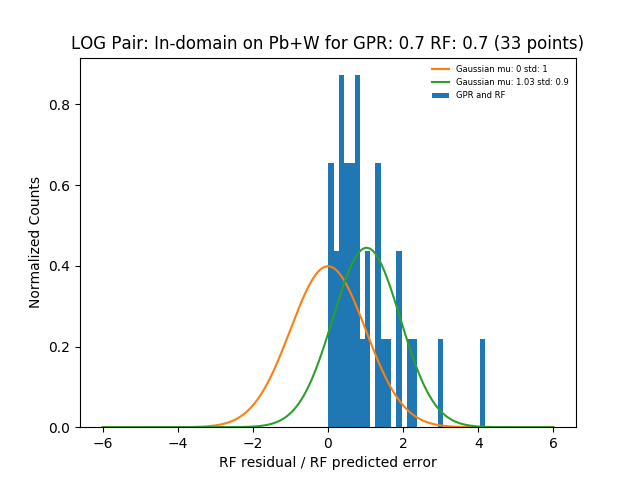 LOG Pair: In-domain on Pb+W for GPR: 0.7 RF: 0.7 (33 points)
Gaussian mu: 0 std: 1
Gaussian mu: 1.03 std: 0.9
GPR and RF
Normalized Counts
0.8
0.6
0.4
0.2
0.0
−6 −4 −2 0 2 4 6
RF residual / RF predicted error